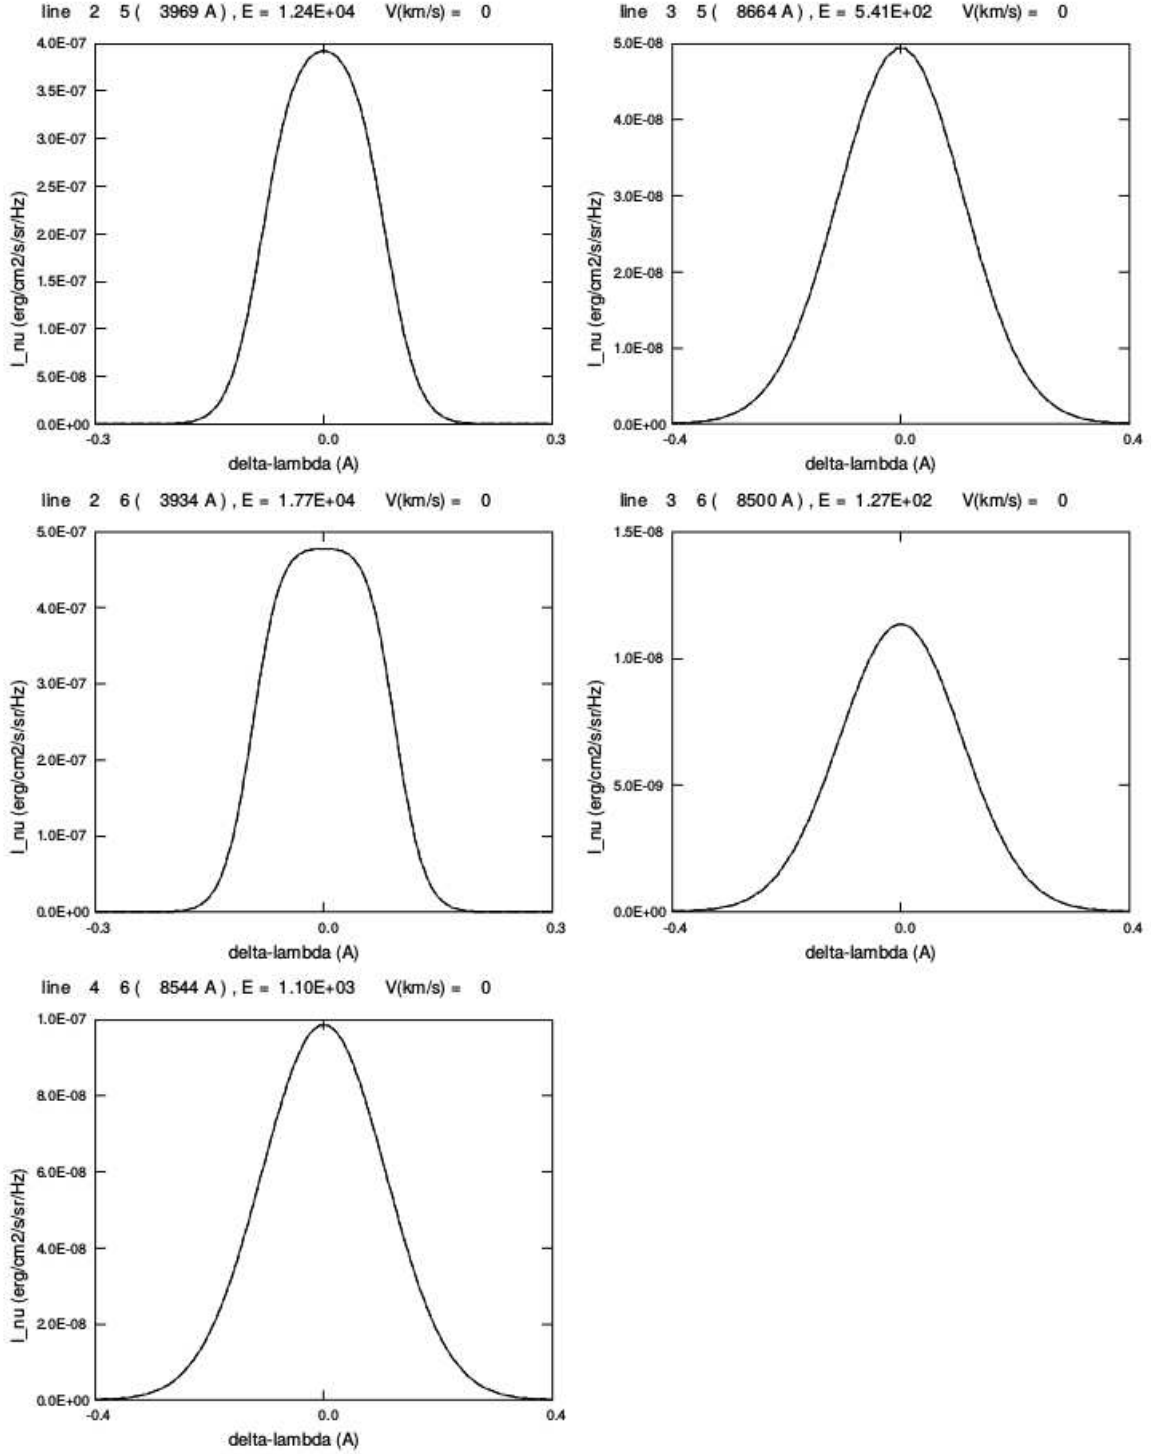 line 2 5 ( 3969 A ) , E = 1.24E+04 V(km/s) = 0
4.0E-07
3.5E-07
3.0E-07
2.5E-07
2.0E-07
1.5E-07
1.0E-07
5.0E-08
0.0E+00
I_nu (erg/cm2/s/sr/Hz)
-0.3 0.0 0.3
delta-lambda (A)
line 3 5 ( 8664 A ) , E = 5.41E+02 V(km/s) = 0
5.0E-08
4.0E-08
3.0E-08
2.0E-08
1.0E-08
0.0E+00
I_nu (erg/cm2/s/sr/Hz)
-0.4 0.0 0.4
delta-lambda (A)
line 2 6 ( 3934 A ) , E = 1.77E+04 V(km/s) = 0
5.0E-07
4.0E-07
3.0E-07
2.0E-07
1.0E-07
0.0E+00
I_nu (erg/cm2/s/sr/Hz)
-0.3 0.0 0.3
delta-lambda (A)
line 3 6 ( 8500 A ) , E = 1.27E+02 V(km/s) = 0
1.5E-08
1.0E-08
5.0E-09
0.0E+00
I_nu (erg/cm2/s/sr/Hz)
-0.4 0.0 0.4
delta-lambda (A)
line 4 6 ( 8544 A ) , E = 1.10E+03 V(km/s) = 0
1.0E-07
8.0E-08
6.0E-08
4.0E-08
2.0E-08
0.0E+00
I_nu (erg/cm2/s/sr/Hz)
-0.4 0.0 0.4
delta-lambda (A)